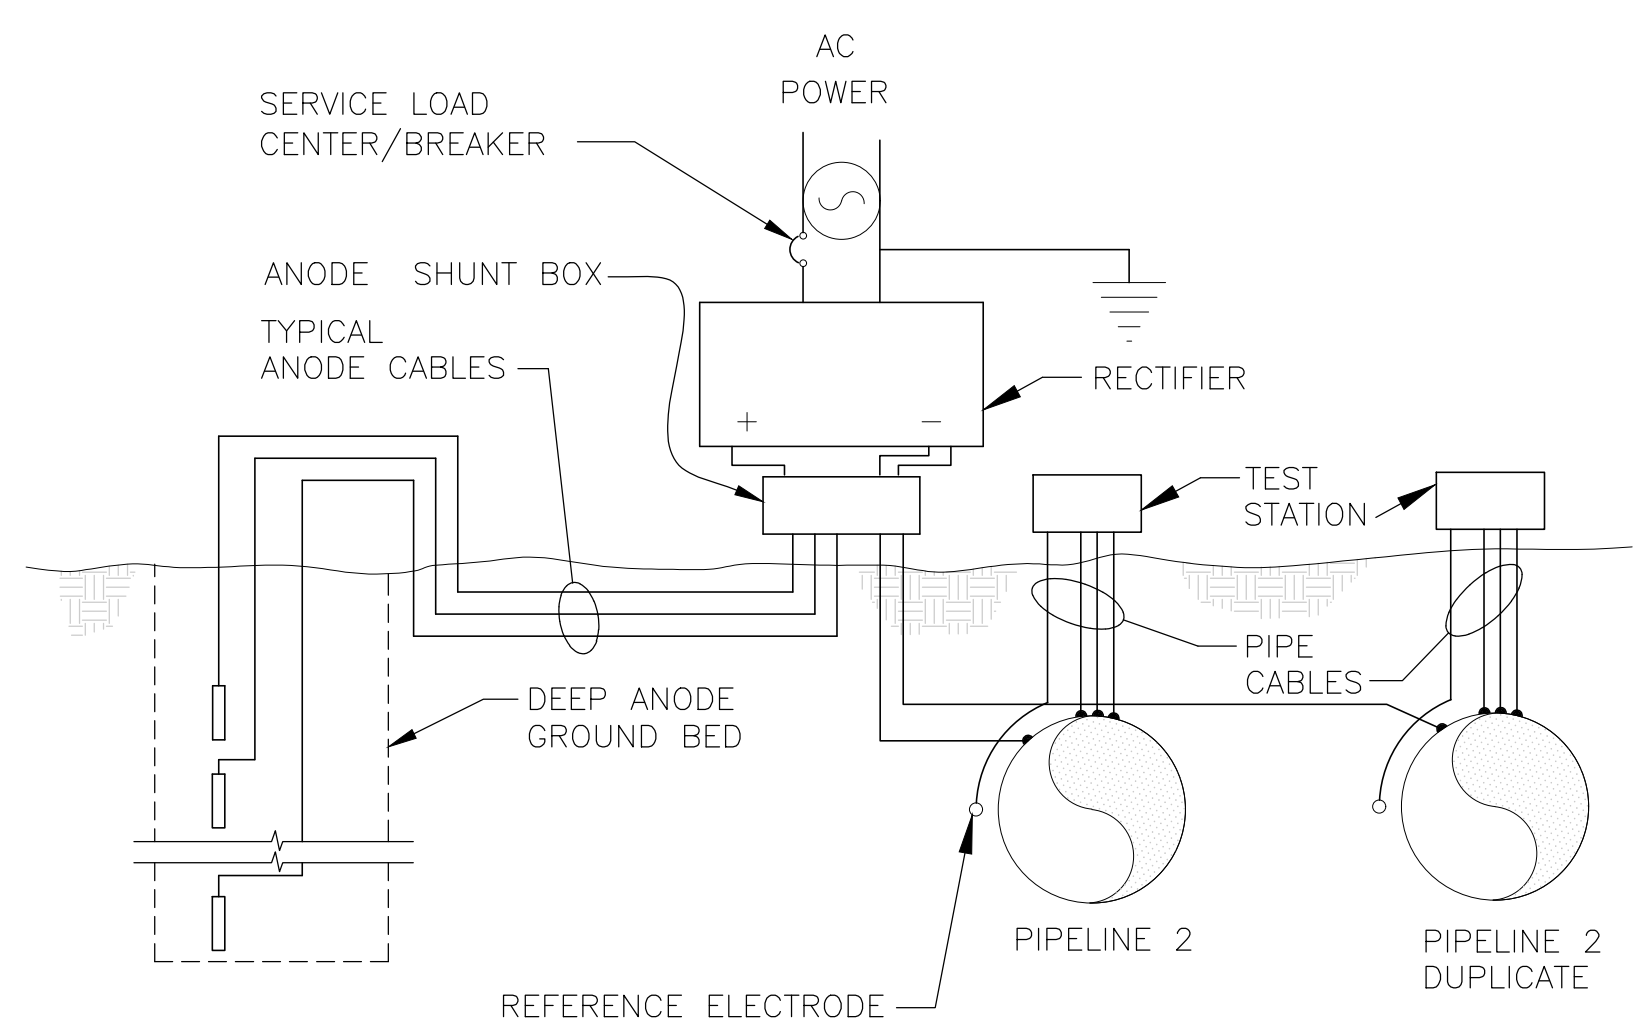 AC
POWER
SERVICE LOAD
CENTER/BREAKER
ANODE SHUNT BOX
TYPICAL
ANODE CABLES
RECTIFIER
+
−
TEST
STATION
PIPE
CABLES
DEEP ANODE
GROUND BED
PIPELINE 2
PIPELINE 2
DUPLICATE
REFERENCE ELECTRODE